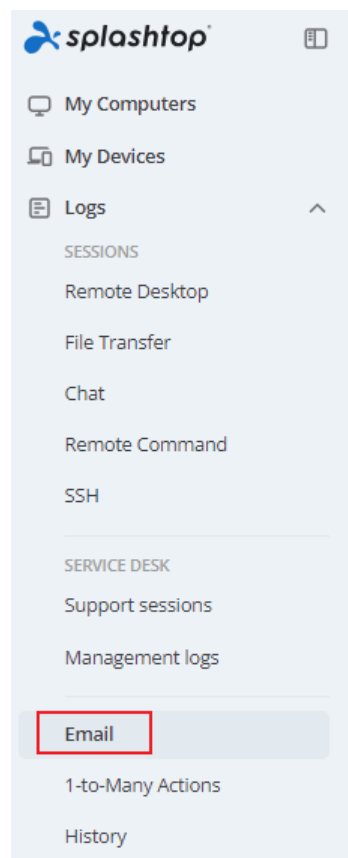 splashtop
My Computers
My Devices
Logs
SESSIONS
Remote Desktop
File Transfer
Chat
Remote Command
SSH
SERVICE DESK
Support sessions
Management logs
Email
1-to-Many Actions
History